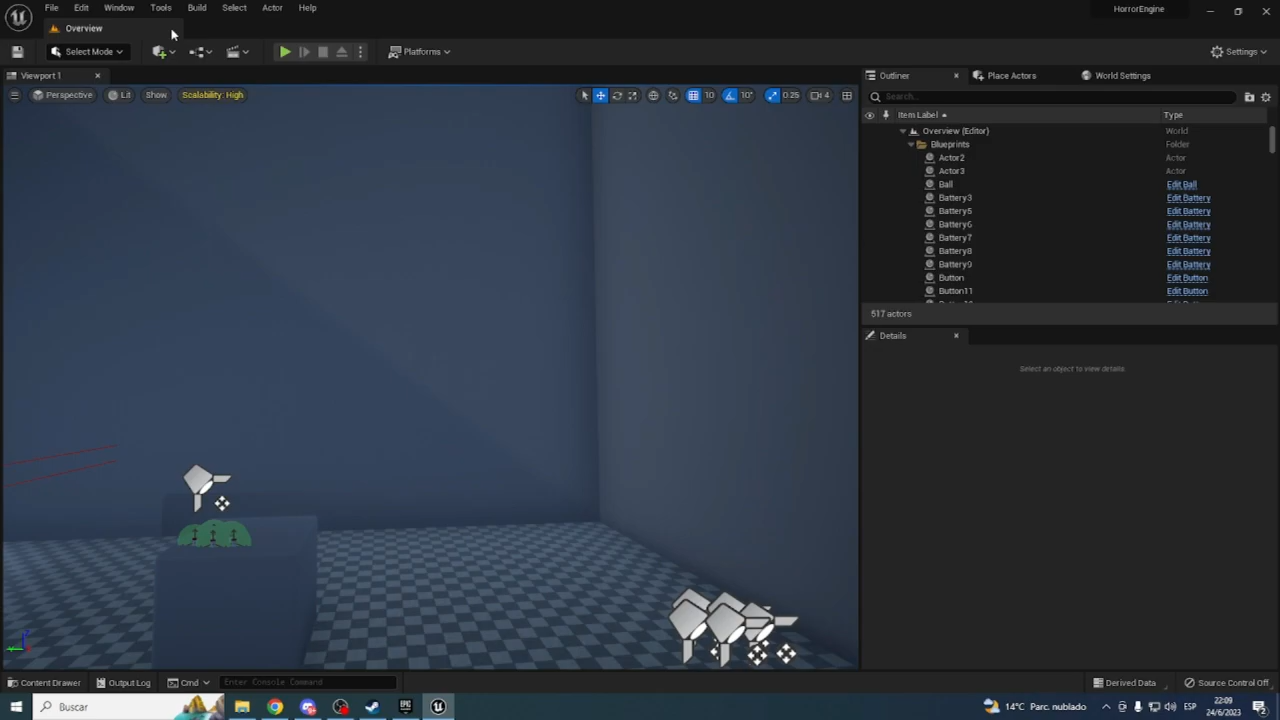 File Edit Window Tools Build Select Actor Help
HorrorEngine
Overview
Select Mode
Platforms
Settings
Viewport 1
Perspective Lit Show Scalability: High
10 10° 0.25 4
Outliner Place Actors World Settings
Search...
Item Label Type
Overview (Editor) World
Blueprints Folder
Actor2 Actor
Actor3 Actor
Ball Edit Ball
Battery3 Edit Battery
Battery5 Edit Battery
Battery6 Edit Battery
Battery7 Edit Battery
Battery8 Edit Battery
Battery9 Edit Battery
Button Edit Button
Button11 Edit Button
517 actors
Details
Select an object to view details.
Content Drawer Output Log Cmd Enter Console Command
Derived Data Source Control Off
Buscar
14°C Parc. nublado
ESP
22:09
24/6/2023
2